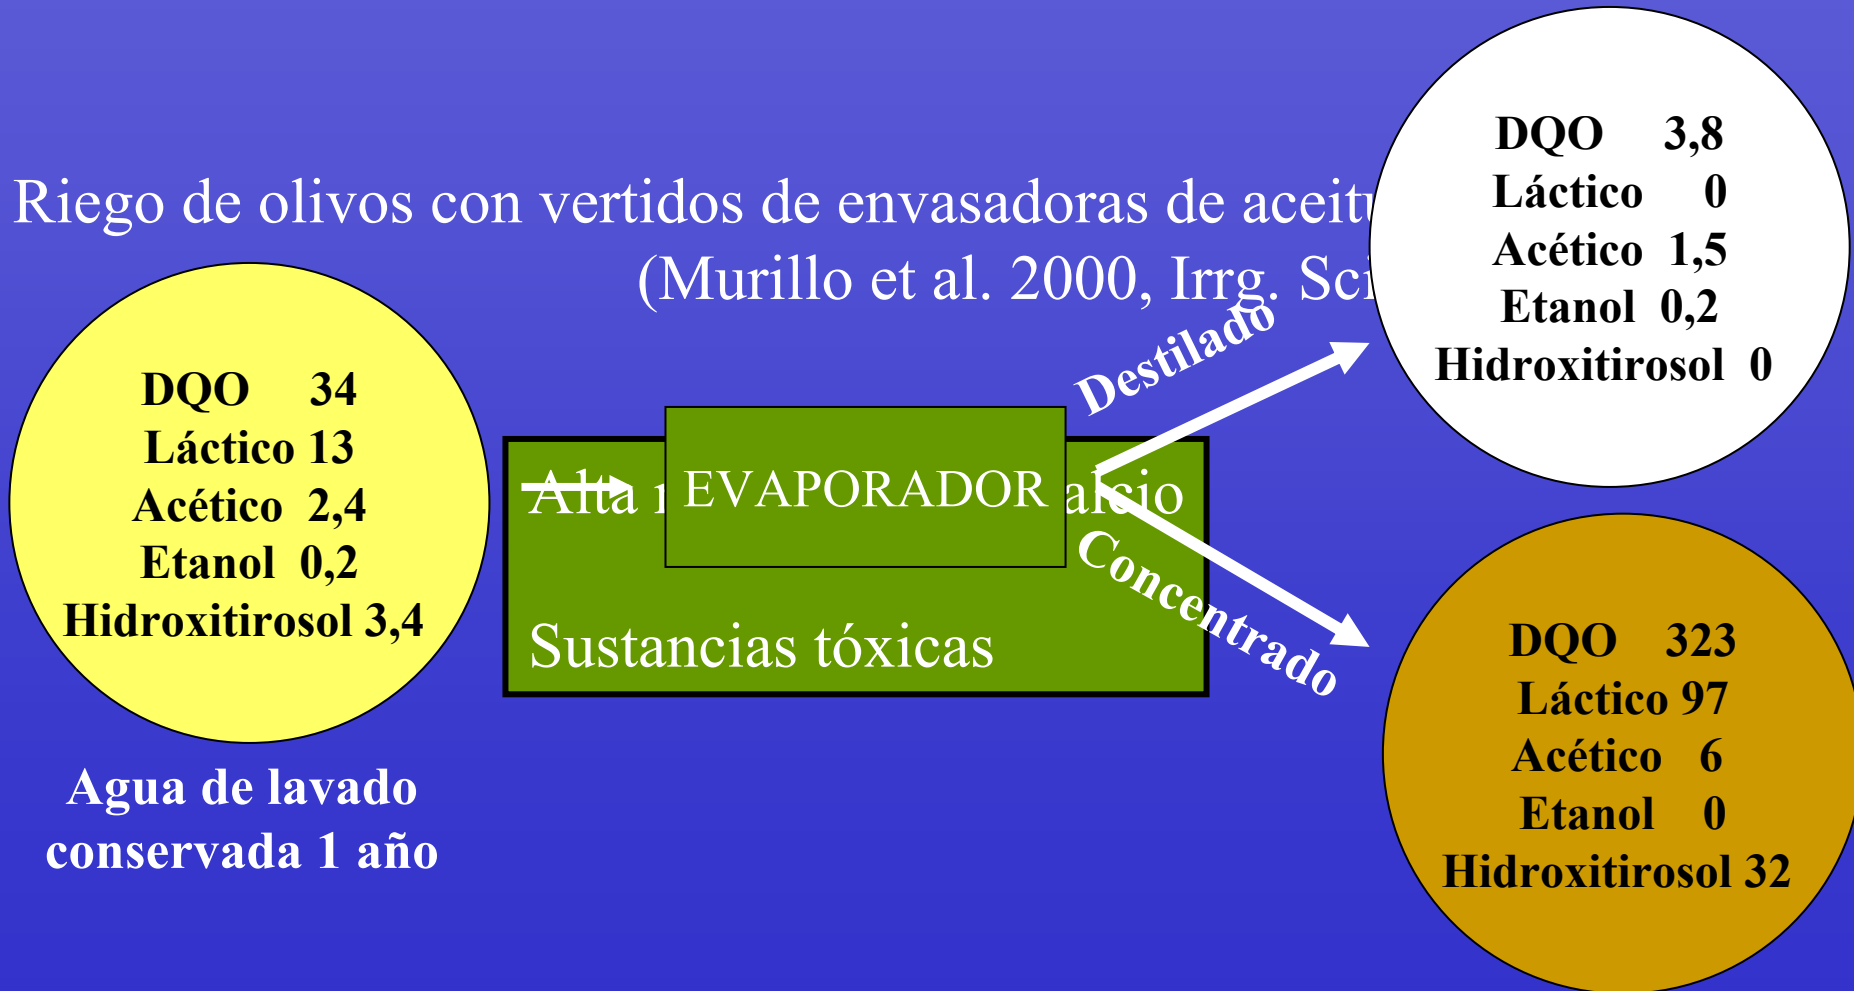 Riego de olivos con vertidos de envasadoras de
(Murillo et al. 2000, Irrg.
DQO 34
Láctico 13
Acético 2,4
Etanol 0,2
Hidroxitirosol 3,4
Agua de lavado
conservada 1 año
Alta
EVAPORADOR
Sustancias tóxicas
Destilado
Concentrado
DQO 3,8
Láctico 0
Acético 1,5
Etanol 0,2
Hidroxitirosol 0
DQO 323
Láctico 97
Acético 6
Etanol 0
Hidroxitirosol 32